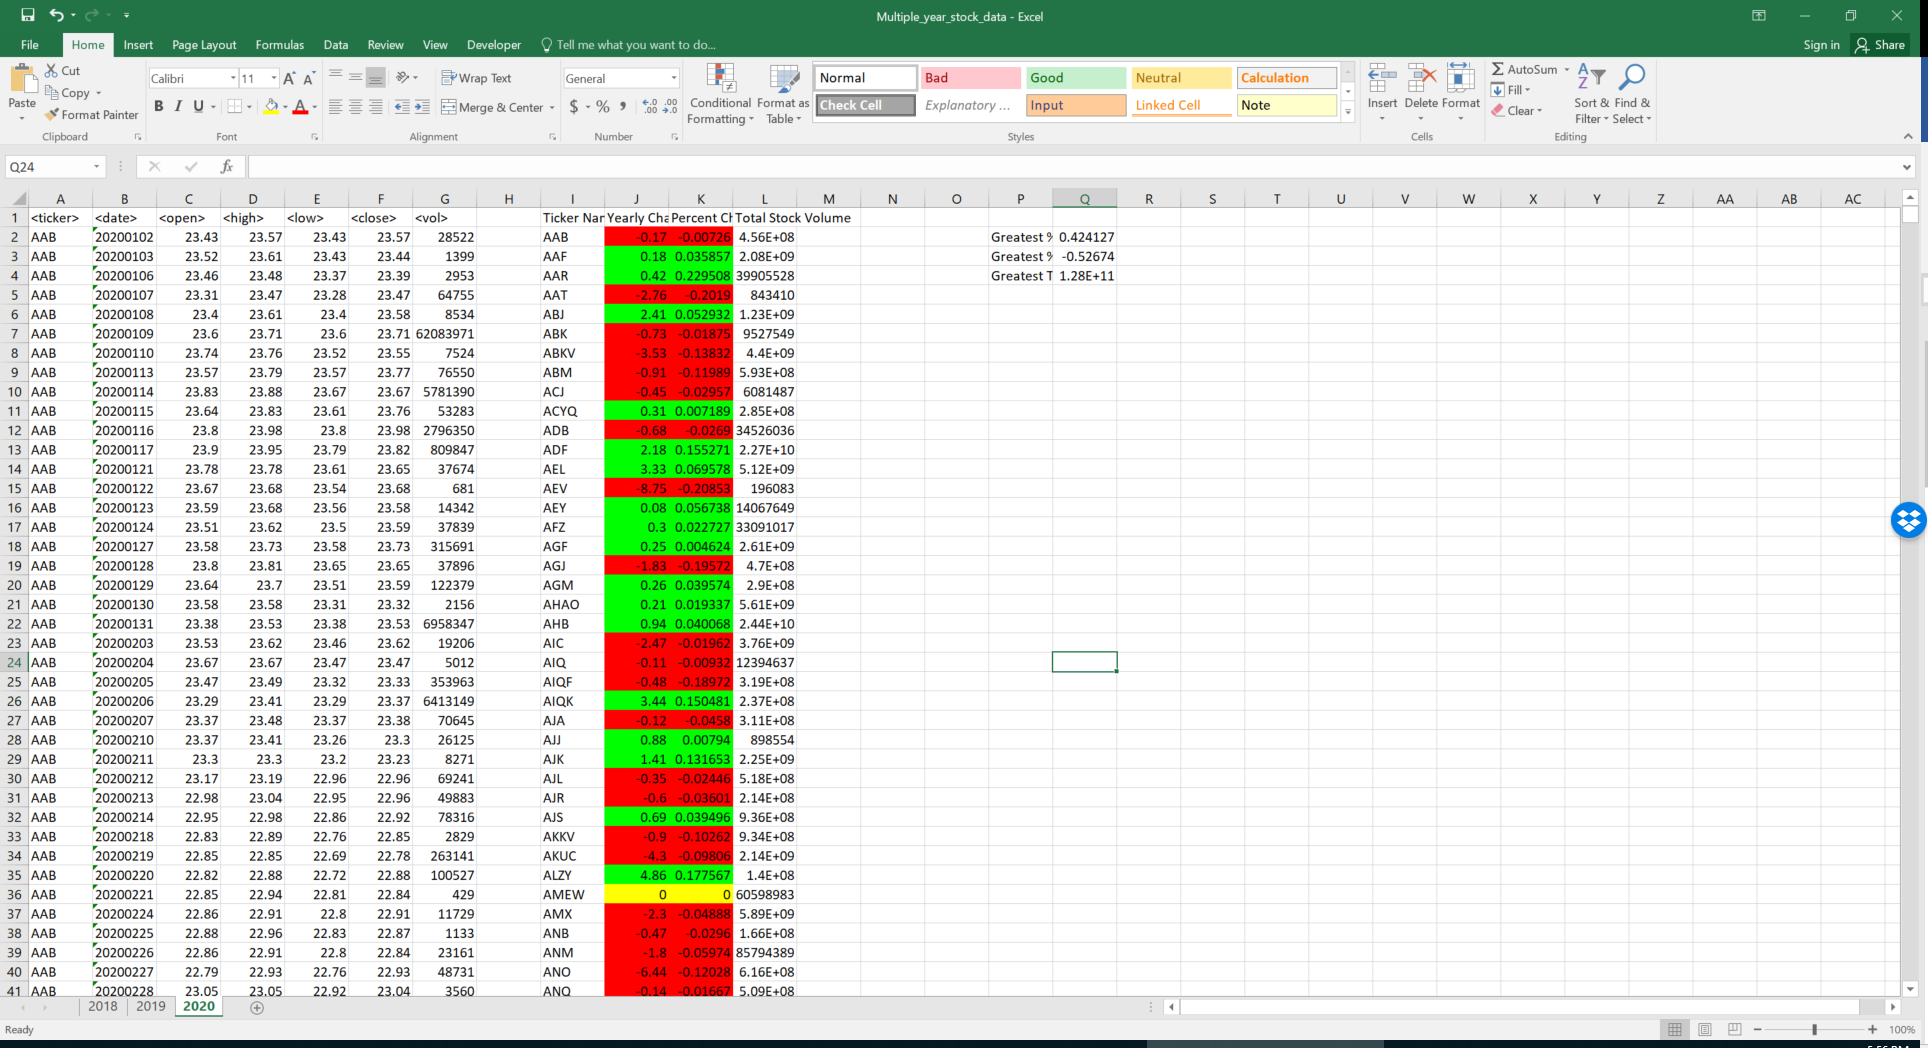 Multiple_year_stock_data - Excel
File Home Insert Page Layout Formulas Data Review View Developer Tell me what you want to do... Sign in Share
Paste Cut Copy Format Painter Clipboard
Calibri 11 A A B I U A Font
Wrap Text Merge & Center Alignment
General $ % , Number
Conditional Formatting Format as Table
Normal Bad Good Neutral Calculation
Check Cell Explanatory ... Input Linked Cell Note
Styles
Insert Delete Format Cells
AutoSum Fill Clear Sort & Filter Find & Select Editing
Q24 fx
A B C D E F G H I J K L M N O P Q R S T U V W X Y Z AA AB AC
1 <ticker> <date> <open> <high> <low> <close> <vol> Ticker Nar Yearly Cha Percent Cl Total Stock Volume
2 AAB 20200102 23.43 23.57 23.43 23.57 28522 AAB -0.17 -0.00726 4.56E+08 Greatest % 0.424127
3 AAB 20200103 23.52 23.61 23.43 23.44 1399 AAF 0.18 0.035857 2.08E+09 Greatest % -0.52674
4 AAB 20200106 23.46 23.48 23.37 23.39 2953 AAR 0.42 0.229508 39905528 Greatest T 1.28E+11
5 AAB 20200107 23.31 23.47 23.28 23.47 64755 AAT -2.76 -0.2019 843410
6 AAB 20200108 23.4 23.61 23.4 23.58 8534 ABJ 2.41 0.052932 1.23E+09
7 AAB 20200109 23.6 23.71 23.6 23.71 62083971 ABK -0.73 -0.01875 9527549
8 AAB 20200110 23.74 23.76 23.52 23.55 7524 ABKV -3.53 -0.13832 4.4E+09
9 AAB 20200113 23.57 23.79 23.57 23.77 76550 ABM -0.91 -0.11989 5.93E+08
10 AAB 20200114 23.83 23.88 23.67 23.67 5781390 ACJ -0.45 -0.02957 6081487
11 AAB 20200115 23.64 23.83 23.61 23.76 53283 ACYQ 0.31 0.007189 2.85E+08
12 AAB 20200116 23.8 23.98 23.8 23.98 2796350 ADB -0.68 -0.0269 34526036
13 AAB 20200117 23.9 23.95 23.79 23.82 809847 ADF 2.18 0.155271 2.27E+10
14 AAB 20200121 23.78 23.78 23.61 23.65 37674 AEL 3.33 0.069578 5.12E+09
15 AAB 20200122 23.67 23.68 23.54 23.68 681 AEV -8.75 -0.20853 196083
16 AAB 20200123 23.59 23.68 23.56 23.58 14342 AEY 0.08 0.056738 14067649
17 AAB 20200124 23.51 23.62 23.5 23.59 37839 AFZ 0.3 0.022727 33091017
18 AAB 20200127 23.58 23.73 23.58 23.73 315691 AGF 0.25 0.004624 2.61E+09
19 AAB 20200128 23.8 23.81 23.65 23.65 37896 AGJ -1.83 -0.19572 4.7E+08
20 AAB 20200129 23.64 23.7 23.51 23.59 122379 AGM 0.26 0.039574 2.9E+08
21 AAB 20200130 23.58 23.58 23.31 23.32 2156 AHAO 0.21 0.019337 5.61E+09
22 AAB 20200131 23.38 23.53 23.38 23.53 6958347 AHB 0.94 0.040068 2.44E+10
23 AAB 20200203 23.53 23.62 23.46 23.62 19206 AIC -2.47 -0.01962 3.76E+09
24 AAB 20200204 23.67 23.67 23.47 23.47 5012 AIQ -0.11 -0.00932 12394637
25 AAB 20200205 23.47 23.49 23.32 23.33 353963 AIQF -0.48 -0.18972 3.19E+08
26 AAB 20200206 23.29 23.41 23.29 23.37 6413149 AIQK 3.44 0.150481 2.37E+08
27 AAB 20200207 23.37 23.48 23.37 23.38 70645 AJA -0.12 -0.0458 3.11E+08
28 AAB 20200210 23.37 23.41 23.26 23.3 26125 AJJ 0.88 0.00794 898554
29 AAB 20200211 23.3 23.3 23.2 23.23 8271 AJK 1.41 0.131653 2.25E+09
30 AAB 20200212 23.17 23.19 22.96 22.96 69241 AJL -0.35 -0.02446 5.18E+08
31 AAB 20200213 22.98 23.04 22.95 22.96 49883 AJR -0.6 -0.03601 2.14E+08
32 AAB 20200214 22.95 22.98 22.86 22.92 78316 AJS 0.69 0.039496 9.36E+08
33 AAB 20200218 22.83 22.89 22.76 22.85 2829 AKKV -0.9 -0.10262 9.34E+08
34 AAB 20200219 22.85 22.85 22.69 22.78 263141 AKUC -4.3 -0.09806 2.14E+09
35 AAB 20200220 22.82 22.88 22.72 22.88 100527 ALZY 4.86 0.177567 1.4E+08
36 AAB 20200221 22.85 22.94 22.81 22.84 429 AMEW 0 0 60598983
37 AAB 20200224 22.86 22.91 22.8 22.91 11729 AMX -2.3 -0.04888 5.89E+09
38 AAB 20200225 22.88 22.96 22.83 22.87 1133 ANB -0.47 -0.0296 1.66E+08
39 AAB 20200226 22.86 22.91 22.8 22.84 23161 ANM -1.8 -0.05974 85794389
40 AAB 20200227 22.79 22.93 22.76 22.93 48731 ANO -6.44 -0.12028 6.16E+08
41 AAB 20200228 23.05 23.05 22.92 23.04 3560 ANQ -0.14 -0.01667 5.09E+08
2018 2019 2020
Ready 100%